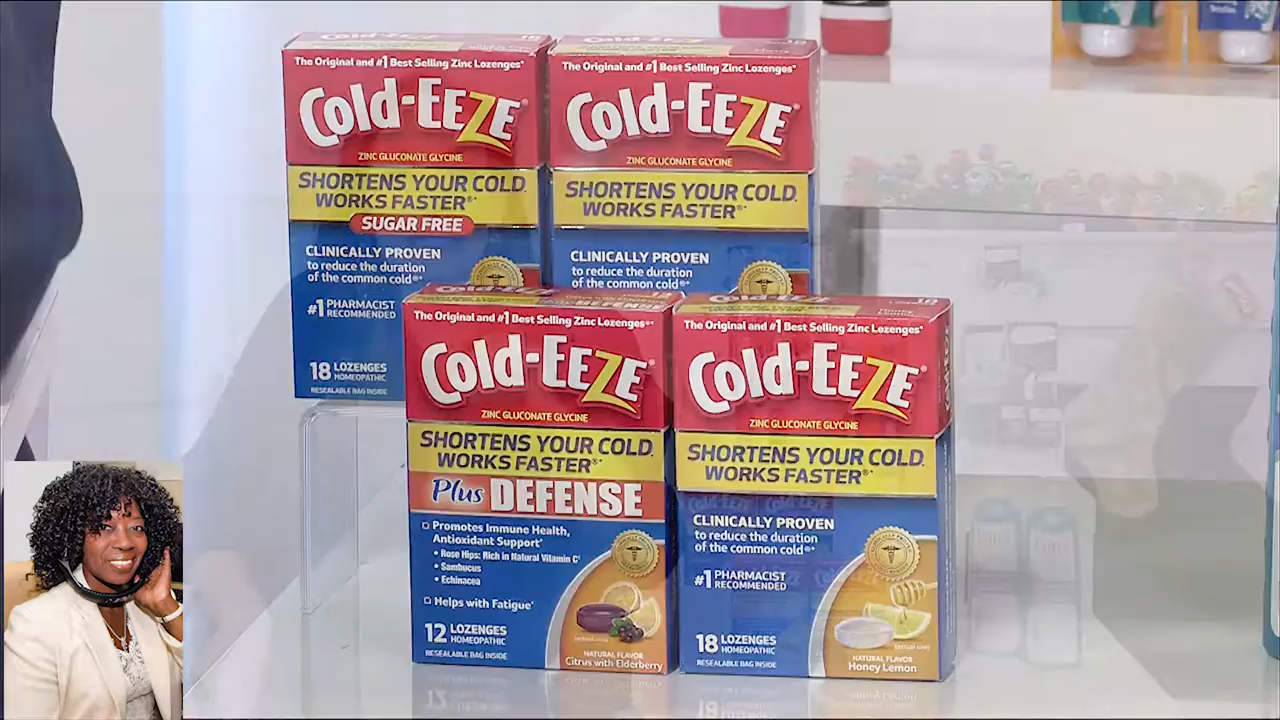 The Original and #1 Best Selling Zinc Lozenges*
Cold-EEZE®
ZINC GLUCONATE GLYCINE
SHORTENS YOUR COLD.
WORKS FASTER®*
SUGAR FREE
CLINICALLY PROVEN
to reduce the duration
of the common cold®*
#1 PHARMACIST
RECOMMENDED
18 LOZENGES
HOMEOPATHIC
RESEALABLE BAG INSIDE
The Original and #1 Best Selling Zinc Lozenges*
Cold-EEZE®
ZINC GLUCONATE GLYCINE
SHORTENS YOUR COLD.
WORKS FASTER®*
CLINICALLY PROVEN
to reduce the duration
of the common cold®*
The Original and #1 Best Selling Zinc Lozenges®*
Cold-EEZE®
ZINC GLUCONATE GLYCINE
SHORTENS YOUR COLD.
WORKS FASTER®*
Plus DEFENSE
Promotes Immune Health,
Antioxidant Support*
• Rose Hips: Rich in Natural Vitamin C†
• Sambucus
• Echinacea
Helps with Fatigue*
12 LOZENGES
HOMEOPATHIC
RESEALABLE BAG INSIDE
NATURAL FLAVOR
Citrus with Elderberry
The Original and #1 Best Selling Zinc Lozenges*
Cold-EEZE®
ZINC GLUCONATE GLYCINE
SHORTENS YOUR COLD.
WORKS FASTER®*
CLINICALLY PROVEN
to reduce the duration
of the common cold®*
#1 PHARMACIST
RECOMMENDED
18 LOZENGES
HOMEOPATHIC
RESEALABLE BAG INSIDE
NATURAL FLAVOR
Honey Lemon